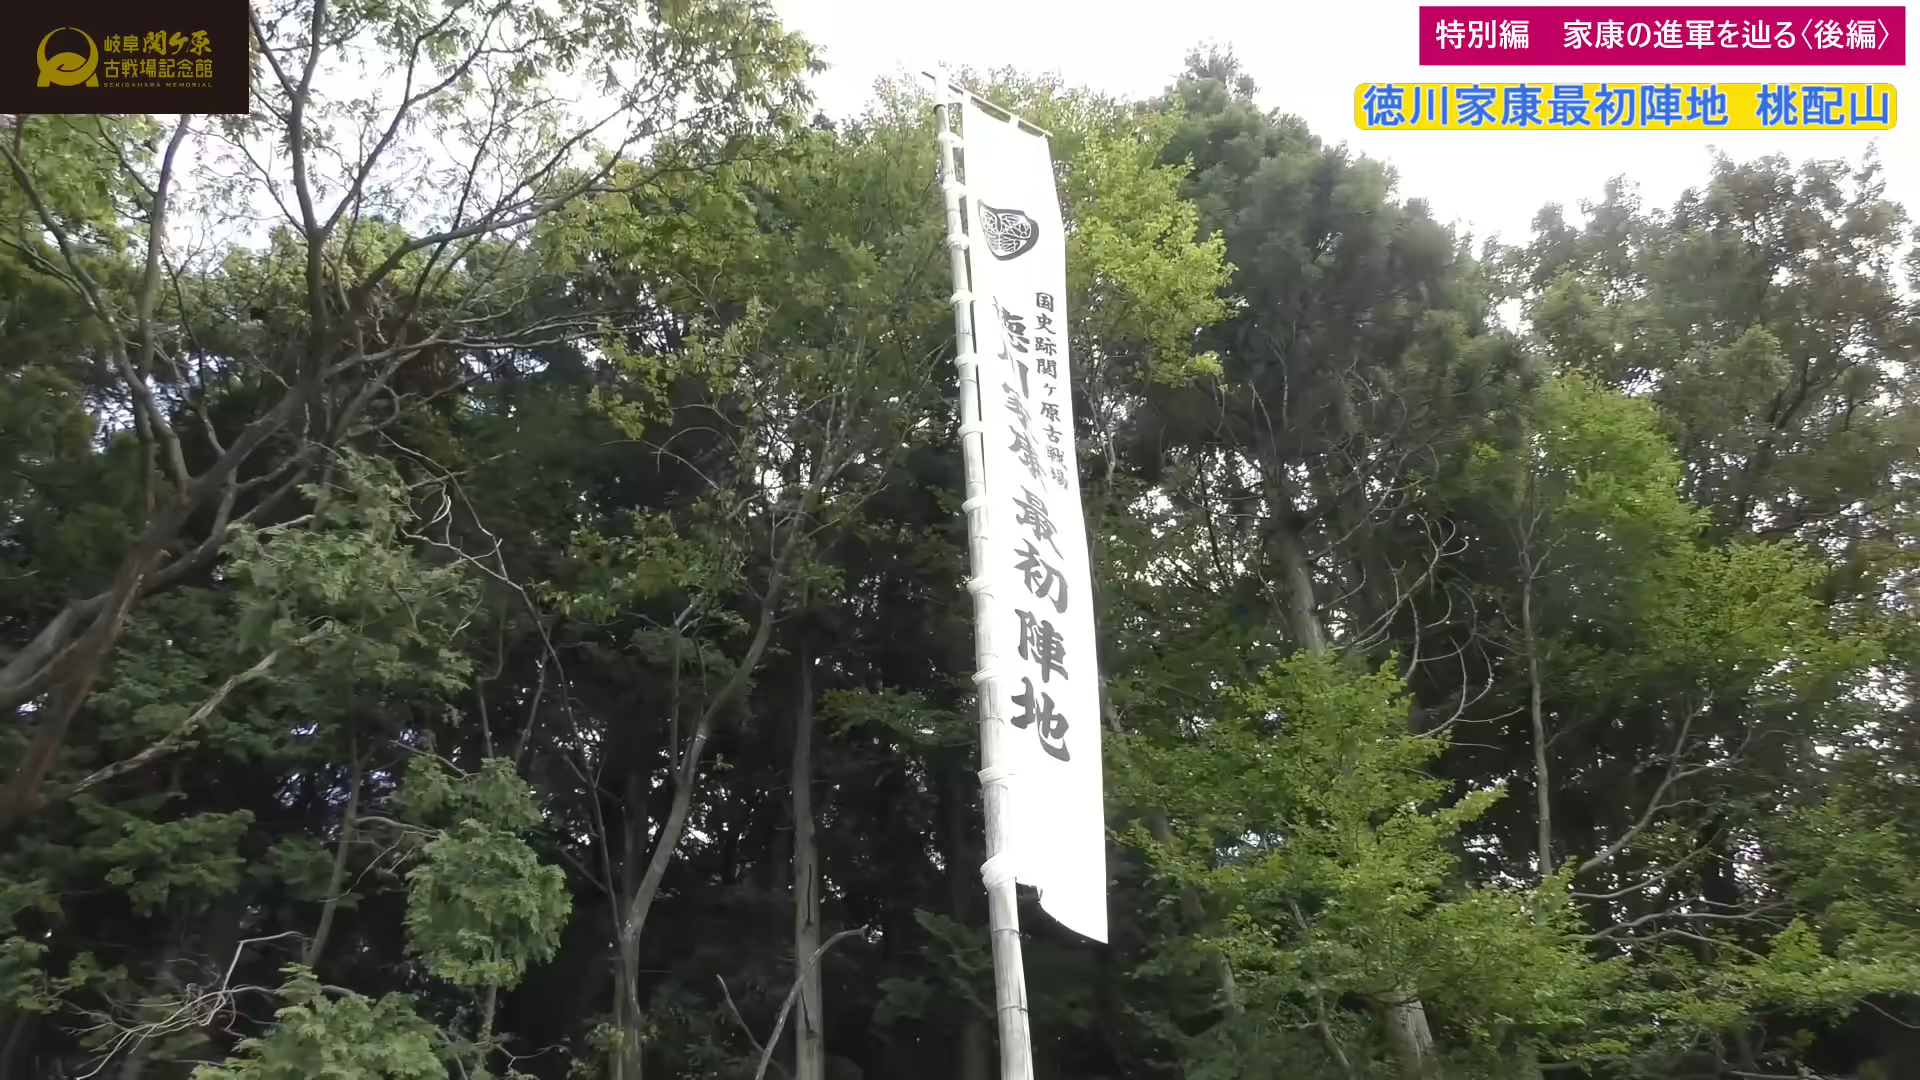 岐阜関ケ原
古戦場記念館
SEKIGAHARA MEMORIAL
特別編 家康の進軍を辿る〈後編〉
徳川家康最初陣地 桃配山
国史跡関ヶ原古戦場
徳川家康最初陣地